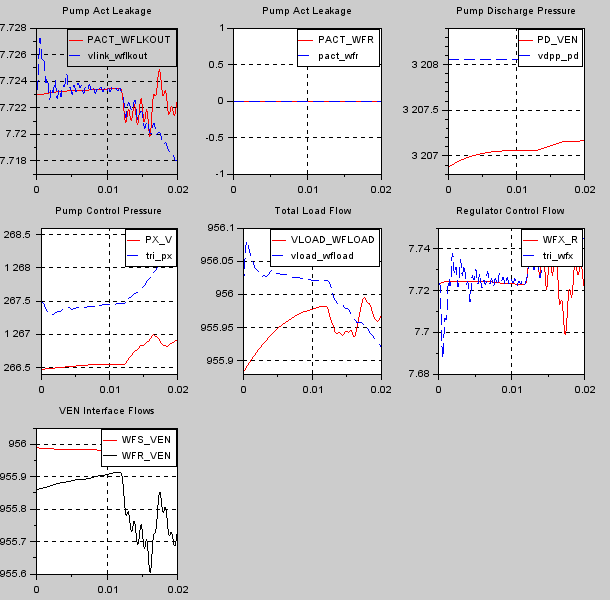 Pump Act Leakage
7.728
7.726
7.724
7.722
7.72
7.718
PACT_WFLKOUT
vlink_wflkout
0
0.01
0.02
Pump Act Leakage
1
0.5
0
-0.5
-1
PACT_WFR
pact_wfr
0
0.01
0.02
Pump Discharge Pressure
3 208
3 207.5
3 207
PD_VEN
vdpp_pd
0
0.01
0.02
Pump Control Pressure
268.5
1 268
267.5
1 267
266.5
PX_V
tri_px
0
0.01
0.02
Total Load Flow
956.1
956.05
956
955.95
955.9
VLOAD_WFLOAD
vload_wfload
0
0.01
0.02
Regulator Control Flow
7.74
7.72
7.7
7.68
WFX_R
tri_wfx
0
0.01
0.02
VEN Interface Flows
956
955.9
955.8
955.7
955.6
WFS_VEN
WFR_VEN
0
0.01
0.02